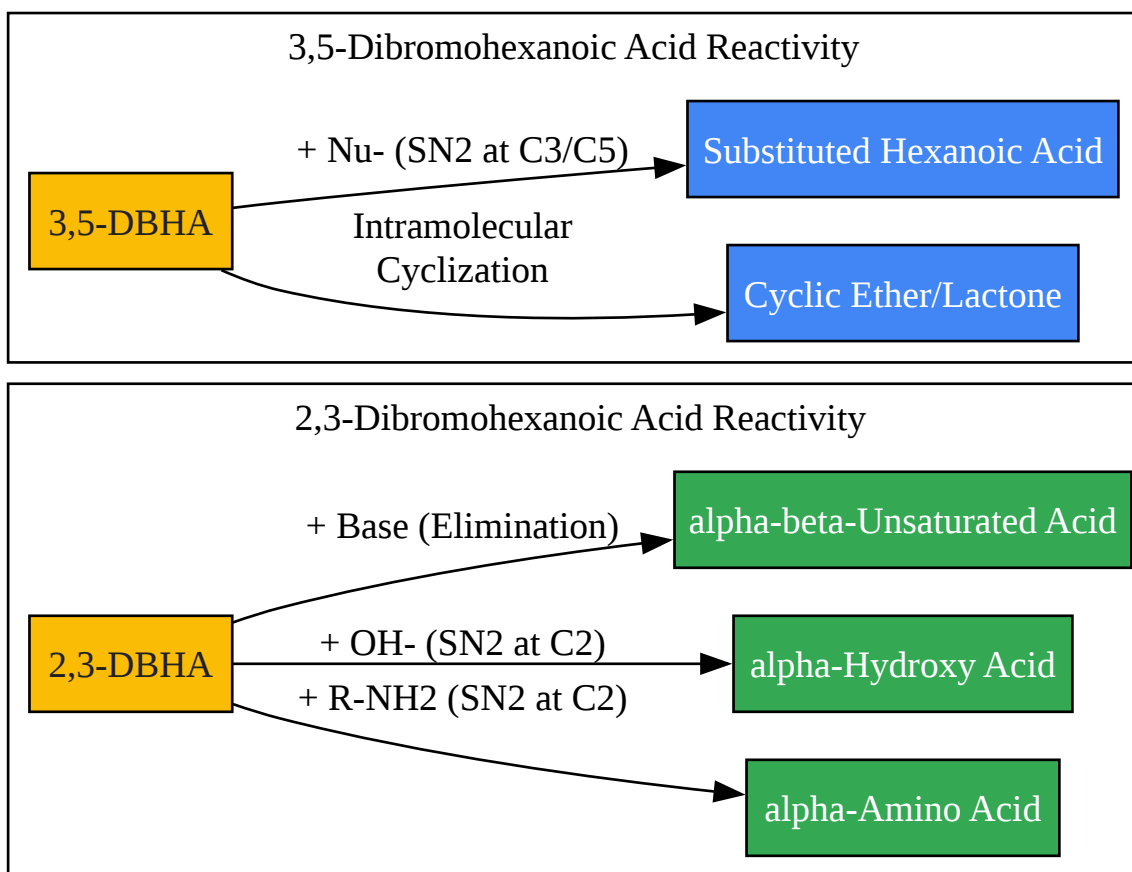 3,5-Dibromohexanoic Acid Reactivity
+ Nu- (SN2 at C3/C5)
Substituted Hexanoic Acid
3,5-DBHA
Intramolecular
Cyclization
Cyclic Ether/Lactone
2,3-Dibromohexanoic Acid Reactivity
+ Base (Elimination)
alpha-beta-Unsaturated Acid
2,3-DBHA
+ OH- (SN2 at C2)
alpha-Hydroxy Acid
+ R-NH2 (SN2 at C2)
alpha-Amino Acid